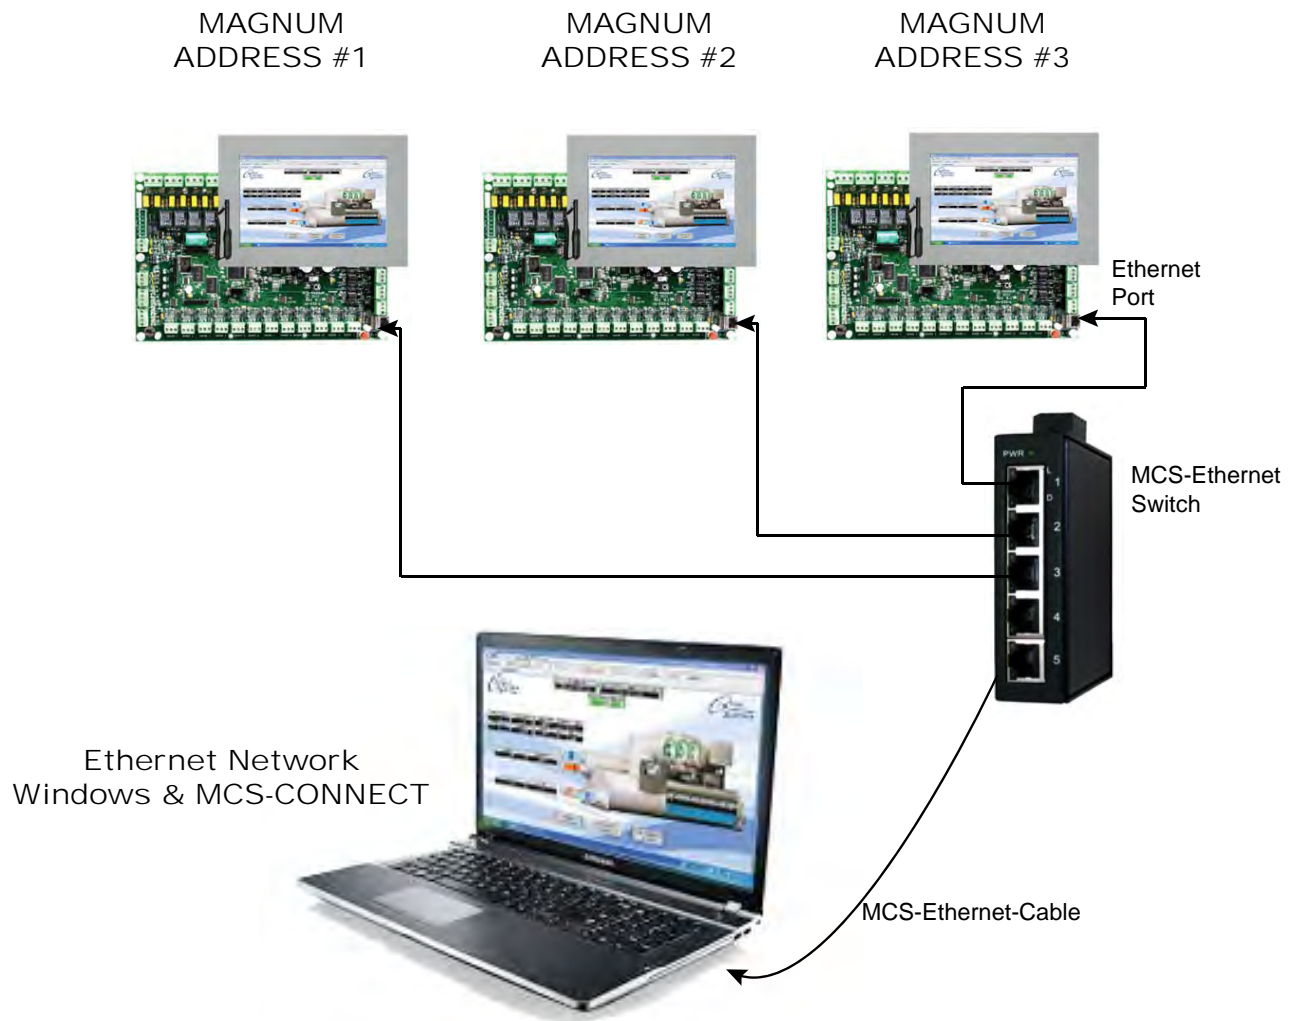 MAGNUM
ADDRESS #1
MAGNUM
ADDRESS #2
MAGNUM
ADDRESS #3
Ethernet
Port
PWR
L
1
D
MCS-Ethernet
Switch
2
3
4
5
Ethernet Network
Windows & MCS-CONNECT
SAMSUNG
MCS-Ethernet-Cable